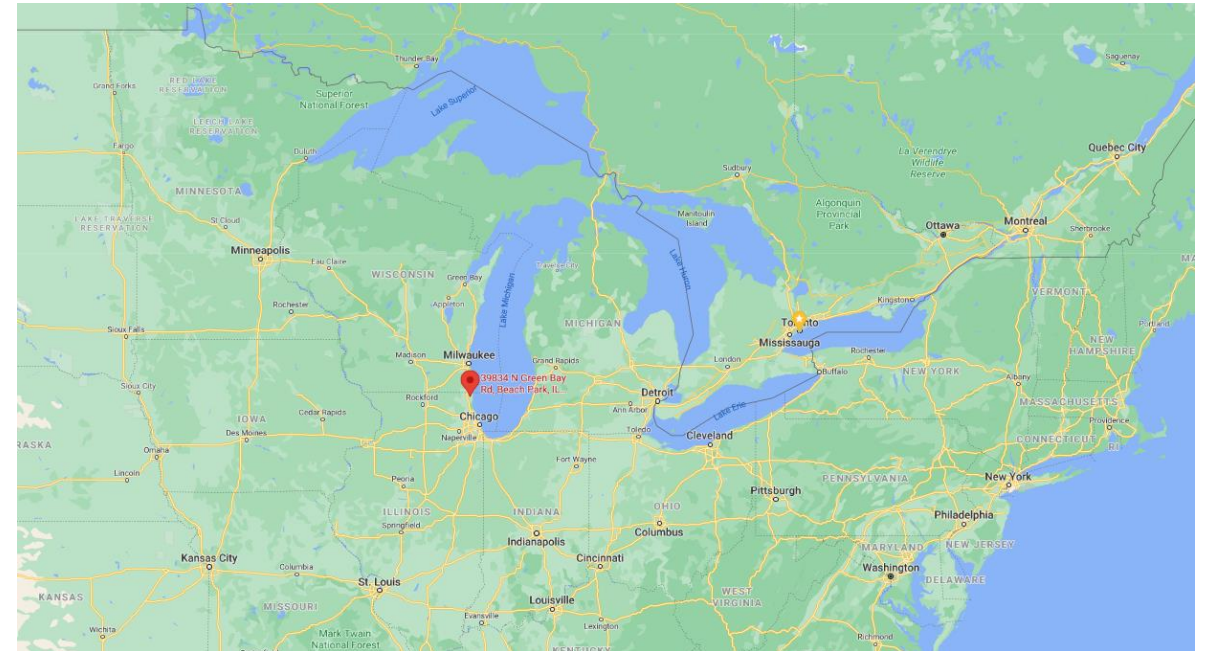 Thunder Bay
Saguenay
Grand Forks
RED LAKE
RESERVATION
Superior
National Forest
Lake Superior
LEECH LAKE
RESERVATION
Fargo
Duluth
Quebec City
La Verendrye
Wildlife
Reserve
Sudbury
MINNESOTA
Manitoulin
Island
Algonquin
Provincial
Park
LAKE TRAVERSE
RESERVATION
St Cloud
Ottawa
Montreal
Sherbrooke
Minneapolis
Eau Claire
WISCONSIN
Green Bay
Traverse City
Lake Michigan
Lake Huron
MA
VERMONT
Rochester
Appleton
Kingston
Sioux Falls
MICHIGAN
Toronto
Mississauga
Portland
NEW
HAMPSHIRE
Madison
Milwaukee
Grand Rapids
London
Rochester
Buffalo
NEW YORK
Albany
39834 N Green Bay
Rd, Beach Park, IL...
Sioux City
Rockford
Detroit
Ann Arbor
Lake Erie
MASSACHUSETTS
IOWA
Cedar Rapids
Chicago
Naperville
Toledo
Cleveland
Providence
CONNECTICUT
RI
RASKA
Omaha
Des Moines
Fort Wayne
Lincoln
Peoria
PENNSYLVANIA
New York
Pittsburgh
ILLINOIS
INDIANA
OHIO
Springfield
Columbus
Philadelphia
Indianapolis
MARYLAND
NEW JERSEY
Kansas City
Columbia
Cincinnati
Washington
DELAWARE
St. Louis
KANSAS
MISSOURI
Louisville
WEST
VIRGINIA
Evansville
Lexington
Wichita
Mark Twain
National Forest
Richmond
KENTUCKY